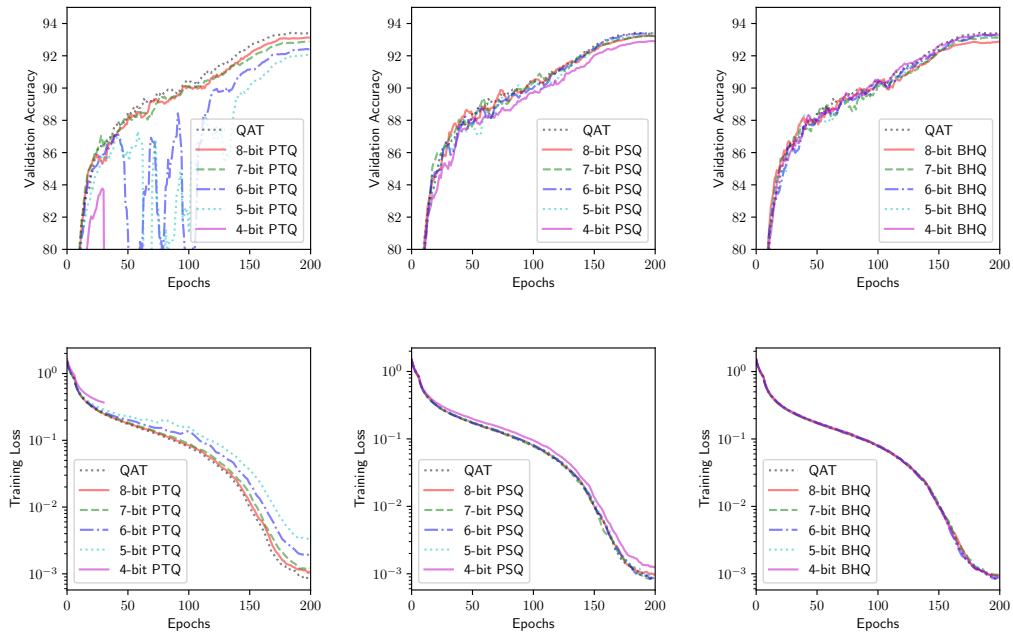 94
92
90
88
86
84
82
80
Validation Accuracy
0
50
100
150
200
Epochs
QAT
8-bit PTQ
7-bit PTQ
6-bit PTQ
5-bit PTQ
4-bit PTQ
94
92
90
88
86
84
82
80
Validation Accuracy
0
50
100
150
200
Epochs
QAT
8-bit PSQ
7-bit PSQ
6-bit PSQ
5-bit PSQ
4-bit PSQ
94
92
90
88
86
84
82
80
Validation Accuracy
0
50
100
150
200
Epochs
QAT
8-bit BHQ
7-bit BHQ
6-bit BHQ
5-bit BHQ
4-bit BHQ
10⁰
10⁻¹
10⁻²
10⁻³
Training Loss
0
50
100
150
200
Epochs
QAT
8-bit PTQ
7-bit PTQ
6-bit PTQ
5-bit PTQ
4-bit PTQ
10⁰
10⁻¹
10⁻²
10⁻³
Training Loss
0
50
100
150
200
Epochs
QAT
8-bit PSQ
7-bit PSQ
6-bit PSQ
5-bit PSQ
4-bit PSQ
10⁰
10⁻¹
10⁻²
10⁻³
Training Loss
0
50
100
150
200
Epochs
QAT
8-bit BHQ
7-bit BHQ
6-bit BHQ
5-bit BHQ
4-bit BHQ